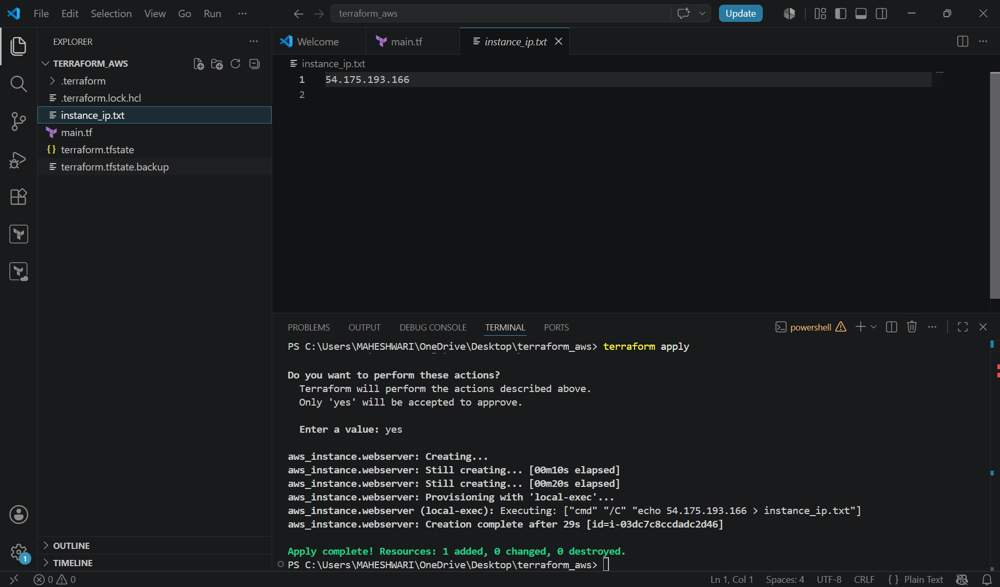 File Edit Selection View Go Run ··· terraform_aws Update
EXPLORER ···
TERRAFORM_AWS
.terraform
.terraform.lock.hcl
instance_ip.txt
main.tf
terraform.tfstate
terraform.tfstate.backup
OUTLINE
TIMELINE
1
Welcome main.tf instance_ip.txt ···
instance_ip.txt
1 54.175.193.166
2
PROBLEMS OUTPUT DEBUG CONSOLE TERMINAL PORTS powershell ···
PS C:\Users\MAHESHWARI\OneDrive\Desktop\terraform_aws> terraform apply
Do you want to perform these actions?
Terraform will perform the actions described above.
Only 'yes' will be accepted to approve.
Enter a value: yes
aws_instance.webserver: Creating...
aws_instance.webserver: Still creating... [00m10s elapsed]
aws_instance.webserver: Still creating... [00m20s elapsed]
aws_instance.webserver: Provisioning with 'local-exec'...
aws_instance.webserver (local-exec): Executing: ["cmd" "/C" "echo 54.175.193.166 > instance_ip.txt"]
aws_instance.webserver: Creation complete after 29s [id=i-03dc7c8ccdadc2d46]
Apply complete! Resources: 1 added, 0 changed, 0 destroyed.
PS C:\Users\MAHESHWARI\OneDrive\Desktop\terraform_aws>
0 0 Ln 1, Col 1 Spaces: 4 UTF-8 CRLF { } Plain Text